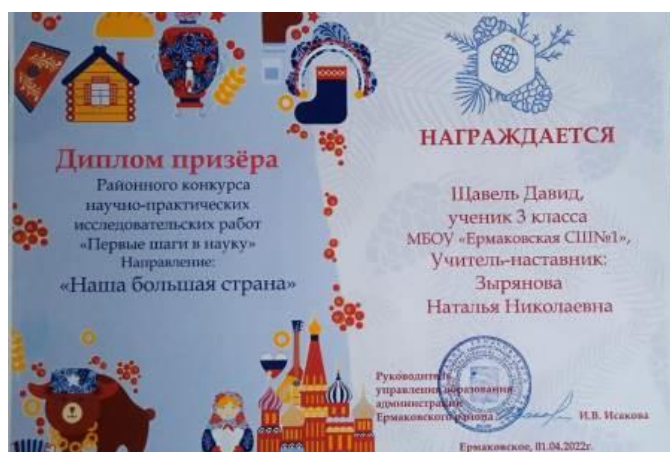 Диплом призёра
Районного конкурса
научно-практических
исследовательских работ
«Первые шаги в науку»
Направление:
«Наша большая страна»
НАГРАЖДАЕТСЯ
Щавель Давид,
ученик 3 класса
МБОУ «Ермаковская СШ№1»,
Учитель-наставник:
Зырянова
Наталья Николаевна
Руководитель
управления образования
администрации
Ермаковского района
И.В. Исакова
Ермаковское, 01.04.2022г.